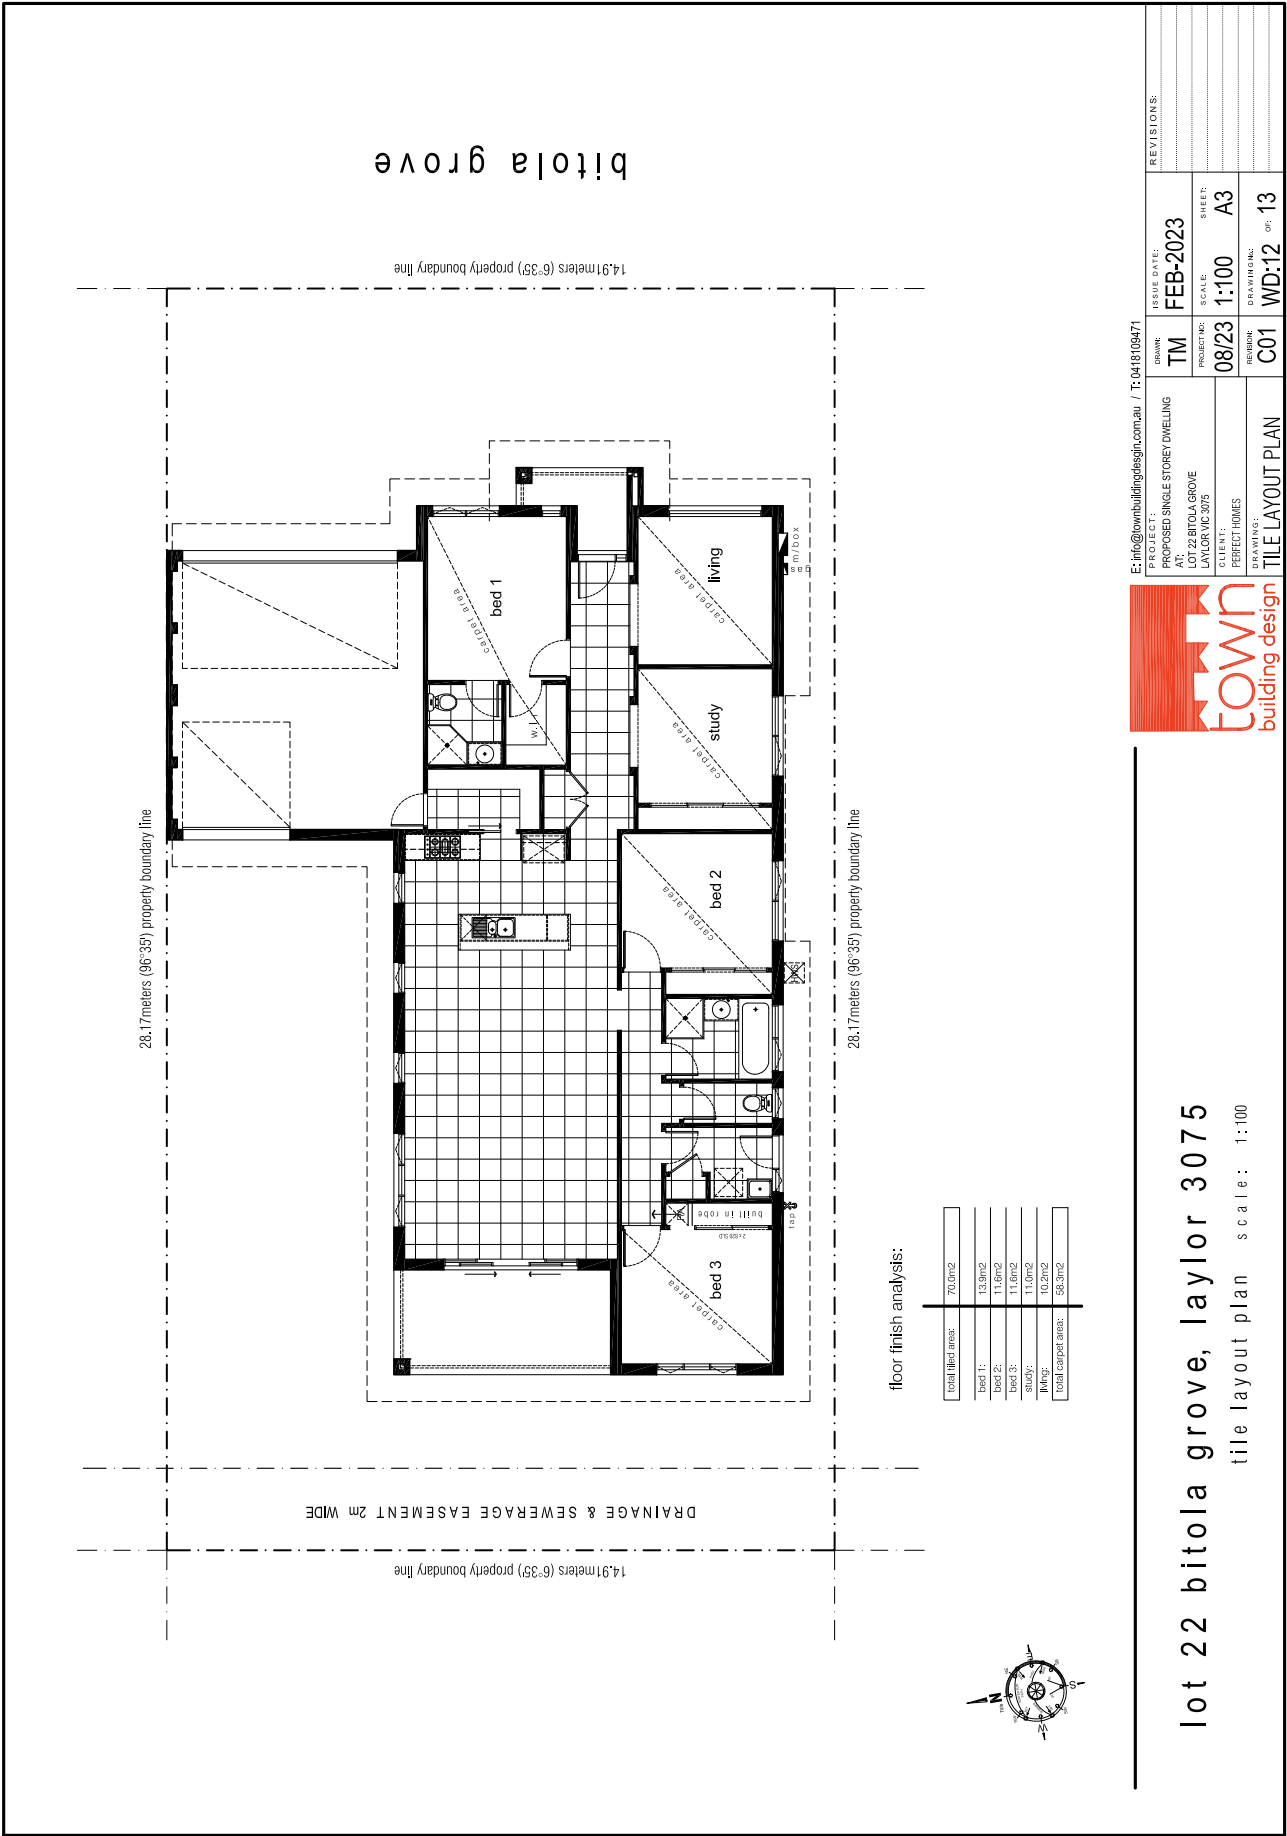 bitola grove
14.91meters (6°35') property boundary line
28.17meters (96°35') property boundary line
28.17meters (96°35') property boundary line
bed 1
carpet area
living
carpet area
gas m/box
study
carpet area
bed 2
carpet area
HWS
built in robe
2x820 SLD
tap
bed 3
carpet area
DRAINAGE & SEWERAGE EASEMENT 2m WIDE
14.91meters (6°35') property boundary line
floor finish analysis:
total tiled area: 70.0m2
bed 1: 13.9m2
bed 2: 11.6m2
bed 3: 11.6m2
study: 11.0m2
living: 10.2m2
total carpet area: 58.3m2
N
S
W
lot 22 bitola grove, laylor 3075
tile layout plan scale: 1:100
town
building design
E: info@townbuildingdesgin.com.au / T: 0418109471
PROJECT:
PROPOSED SINGLE STOREY DWELLING
AT:
LOT 22 BITOLA GROVE
LAYLOR VIC 3075
CLIENT:
PERFECT HOMES
DRAWING:
TILE LAYOUT PLAN
DRAWN:
TM
ISSUE DATE:
FEB-2023
PROJECT NO:
08/23
SCALE:
1:100
SHEET:
A3
REVISION:
C01
DRAWING No:
WD:12
OF:
13
REVISIONS: